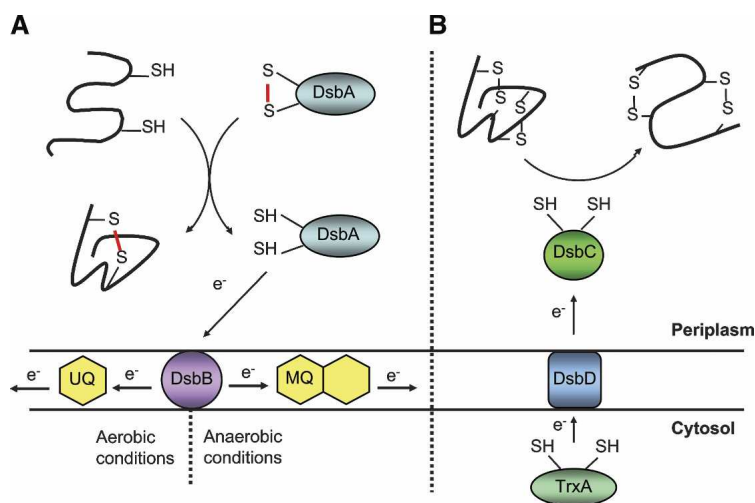 A
SH
SH
S
S
DsbA
S
S
SH
SH
DsbA
e-
e-
UQ
e-
DsbB
e-
MQ
e-
Aerobic
conditions
Anaerobic
conditions
B
S
S
S
S
S
S
S
S
SH
SH
DsbC
e-
Periplasm
DsbD
Cytosol
e-
SH
SH
TrxA